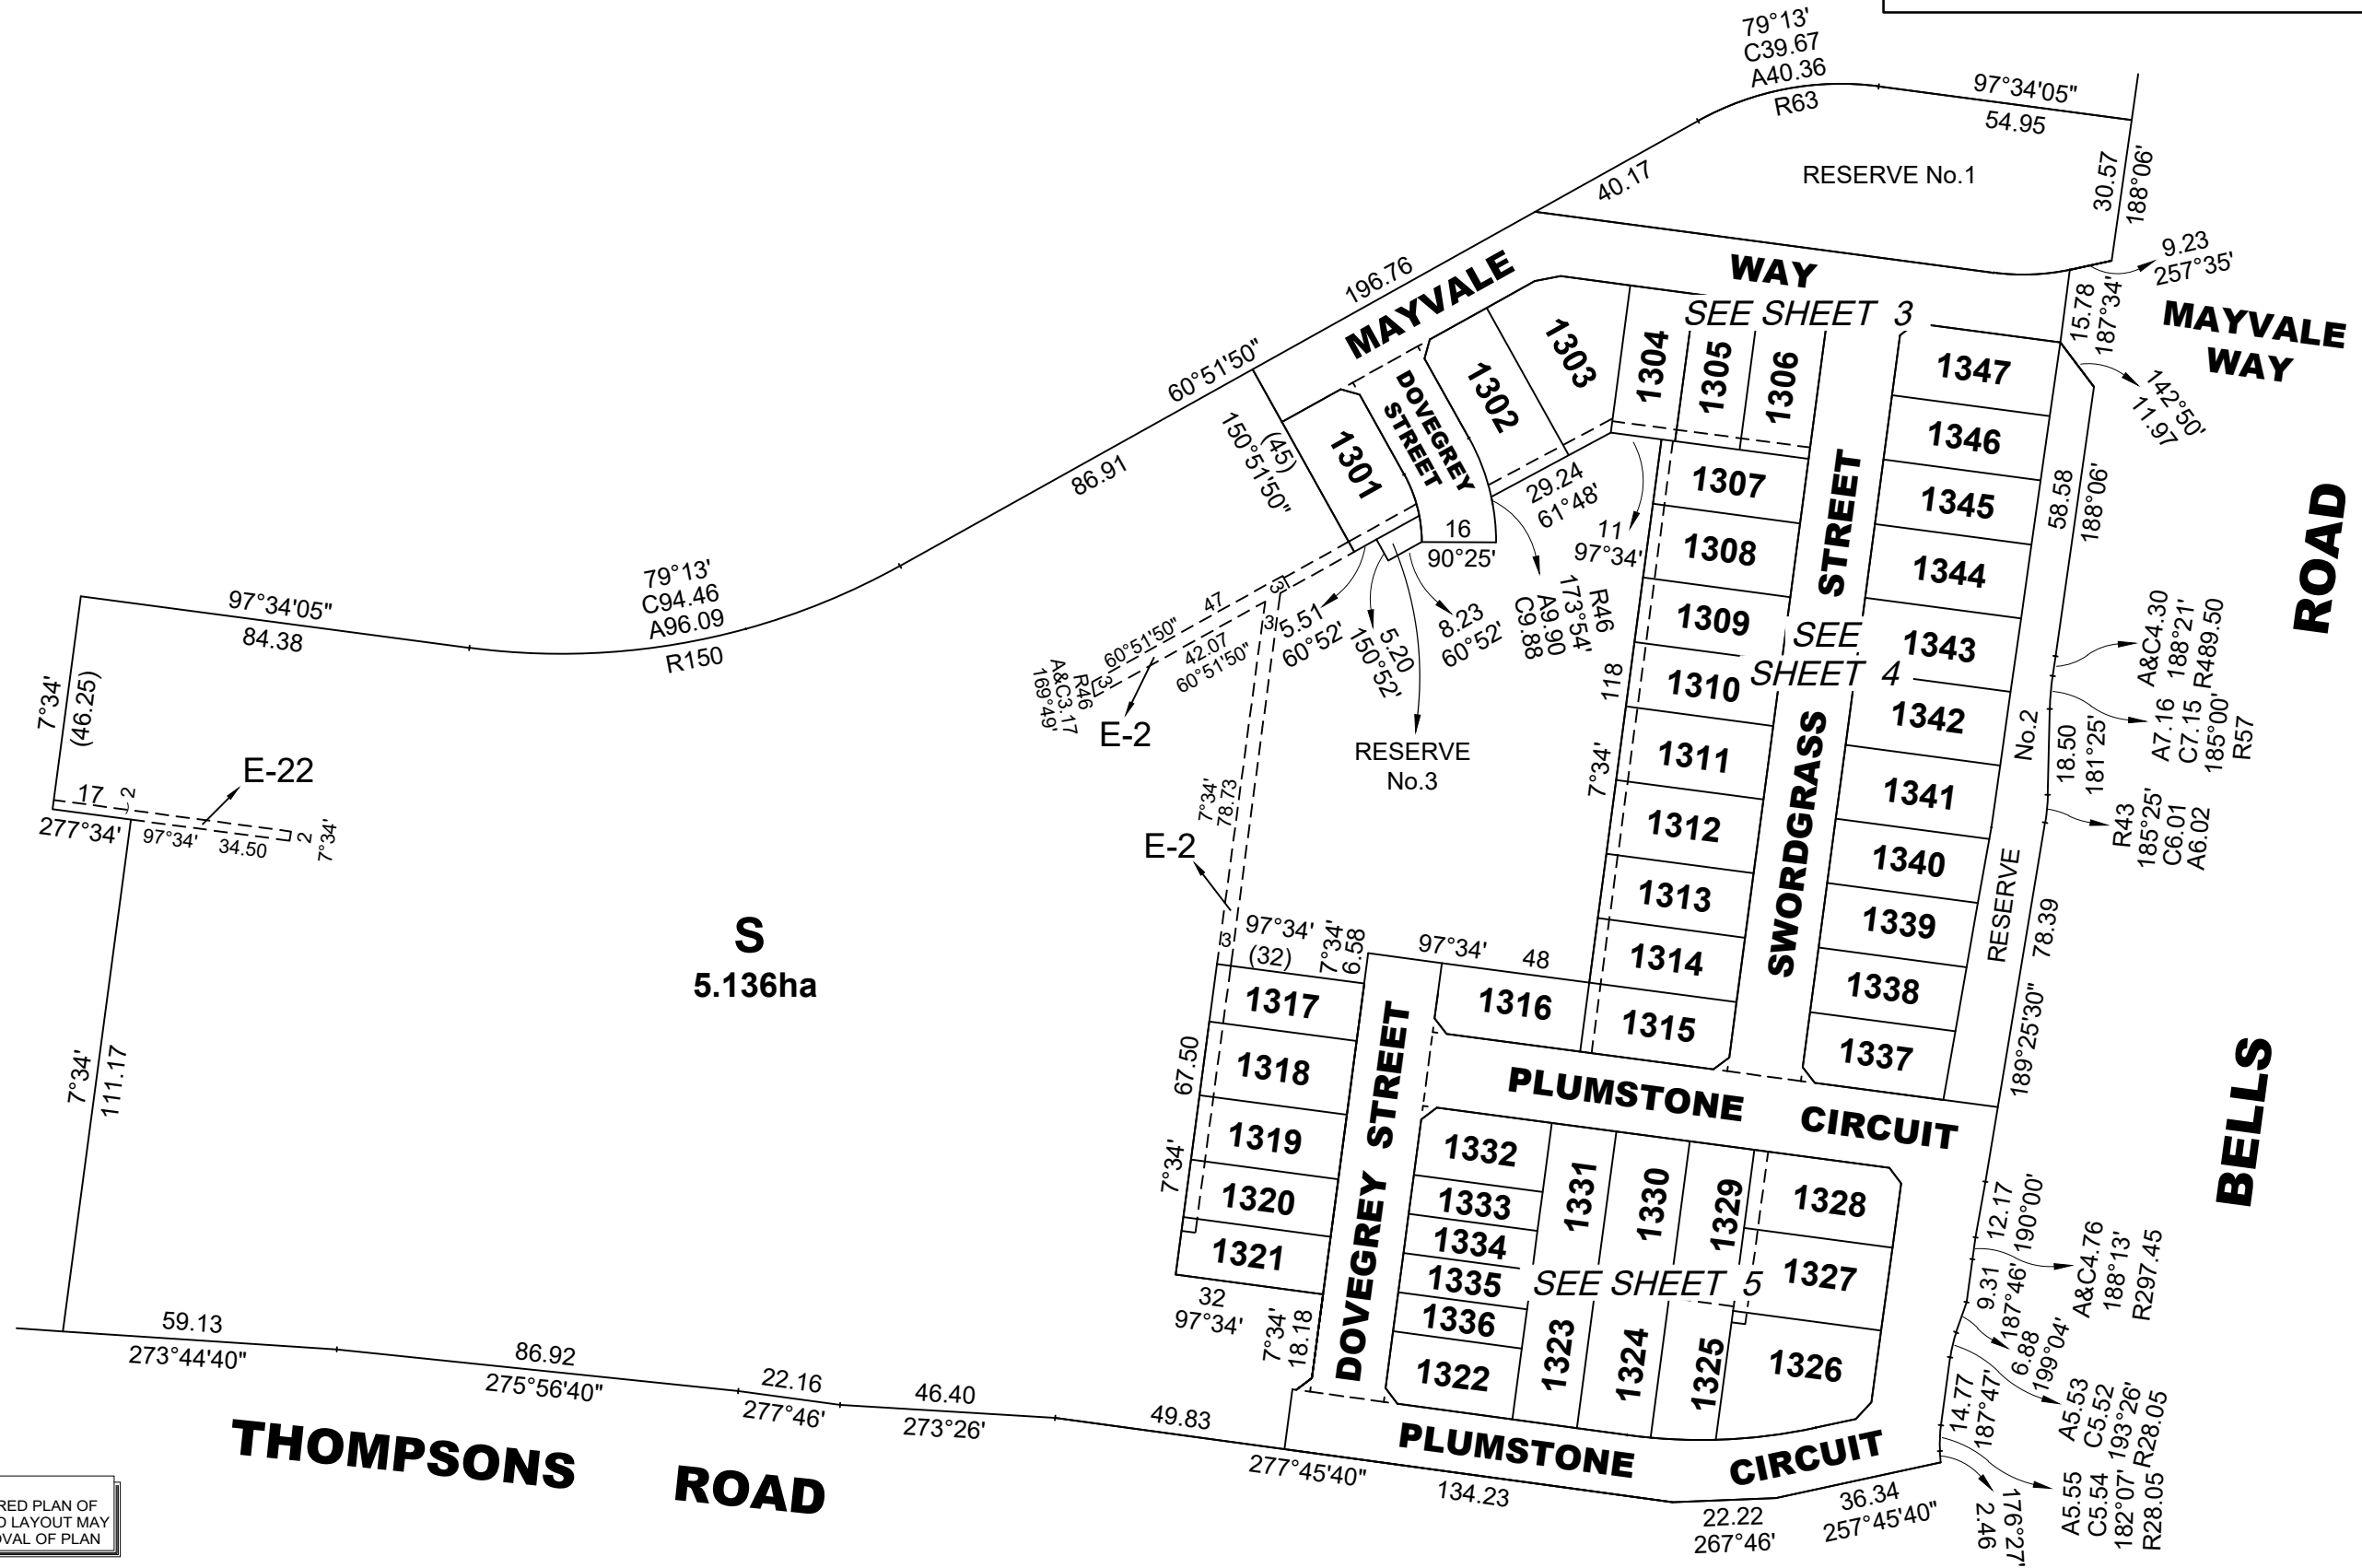 79°13'
C39.67
A40.36
R63
97°34'05"
54.95
RESERVE No.1
30.57
188°06'
40.17
9.23
257°35'
196.76
MAYVALE
WAY
SEE SHEET 3
15.78
187°34'
MAYVALE
WAY
142°50'
11.97
60°51'50"
86.91
150°51'50"
(45)
1301
DOVEGREY
STREET
1302
1303
1304
1305
1306
1347
1346
1345
1344
1343
1342
1341
1340
1339
1338
1337
58.58
188°06'
ROAD
29.24
61°48'
11
97°34'
16
90°25'
1307
1308
1309
1310
1311
1312
1313
1314
1315
1316
STREET
SEE
SHEET 4
SWORDGRASS
118
7°34'
R46
173°54'
A9.90
C9.88
8.23
60°52'
5.20
150°52'
5.51
60°52'
RESERVE
No.3
79°13'
C94.46
A96.09
R150
97°34'05"
84.38
7°34'
(46.25)
E-22
17
2
277°34'
97°34'
34.50
2
7°34'
47
60°51'50"
3
3
3
42.07
60°51'50"
R46
A&C3.17
169°49'
E-2
7°34'
78.73
E-2
3
A&C4.30
188°21'
R489.50
A7.16
C7.15
185°00'
R57
No.2
18.50
181°25'
R43
185°25'
C6.01
A6.02
RESERVE
78.39
189°25'30"
BELLS
S
5.136ha
97°34'
(32)
7°34'
6.58
97°34'
48
1317
1318
1319
1320
1321
67.50
7°34'
32
97°34'
7°34'
18.18
DOVEGREY STREET
PLUMSTONE CIRCUIT
1332
1333
1334
1335
1336
1322
1331
1330
1329
1328
1327
1326
SEE SHEET 5
1323
1324
1325
12.17
190°00'
A&C4.76
188°13'
R297.45
9.31
187°46'
6.88
199°04'
A5.53
C5.52
193°26'
R28.05
14.77
187°47'
A5.55
C5.54
182°07'
R28.05
176°27'
2.46
7°34'
111.17
59.13
273°44'40"
86.92
275°56'40"
22.16
277°46'
46.40
273°26'
49.83
277°45'40"
134.23
PLUMSTONE CIRCUIT
22.22
267°46'
36.34
257°45'40"
THOMPSONS ROAD
RED PLAN OF
LAYOUT MAY
OVAL OF PLAN